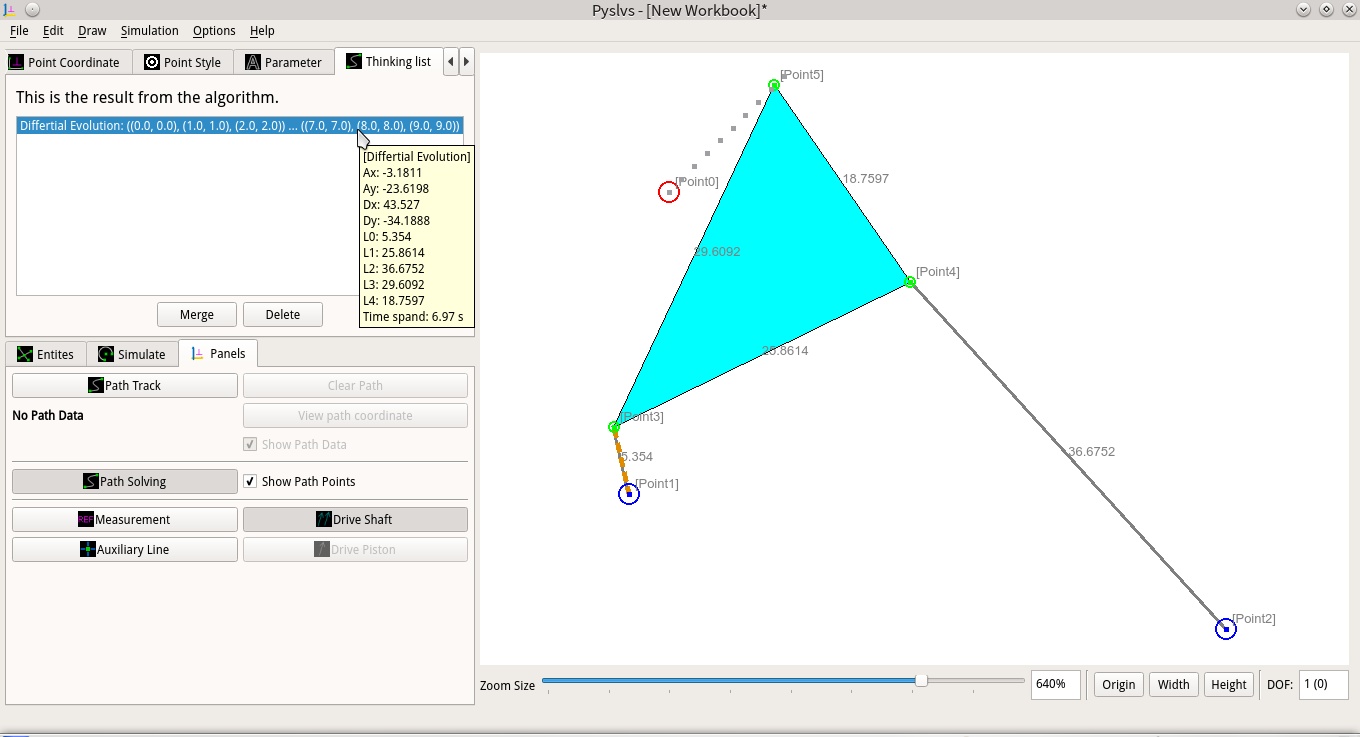 Pyslvs - [New Workbook]*
File Edit Draw Simulation Options Help
Point Coordinate Point Style Parameter Thinking list
This is the result from the algorithm.
Differtial Evolution: ((0.0, 0.0), (1.0, 1.0), (2.0, 2.0)) ... ((7.0, 7.0), (8.0, 8.0), (9.0, 9.0))
[Differtial Evolution]
Ax: -3.1811
Ay: -23.6198
Dx: 43.527
Dy: -34.1888
L0: 5.354
L1: 25.8614
L2: 36.6752
L3: 29.6092
L4: 18.7597
Time spand: 6.97 s
Merge Delete
Entites Simulate Panels
Path Track Clear Path
No Path Data View path coordinate
Show Path Data
Path Solving Show Path Points
REF Measurement Drive Shaft
Auxiliary Line Drive Piston
[Point5]
[Point0]
18.7597
29.6092
[Point4]
25.8614
[Point3]
5.354
36.6752
[Point1]
[Point2]
Zoom Size 640% Origin Width Height DOF: 1 (0)